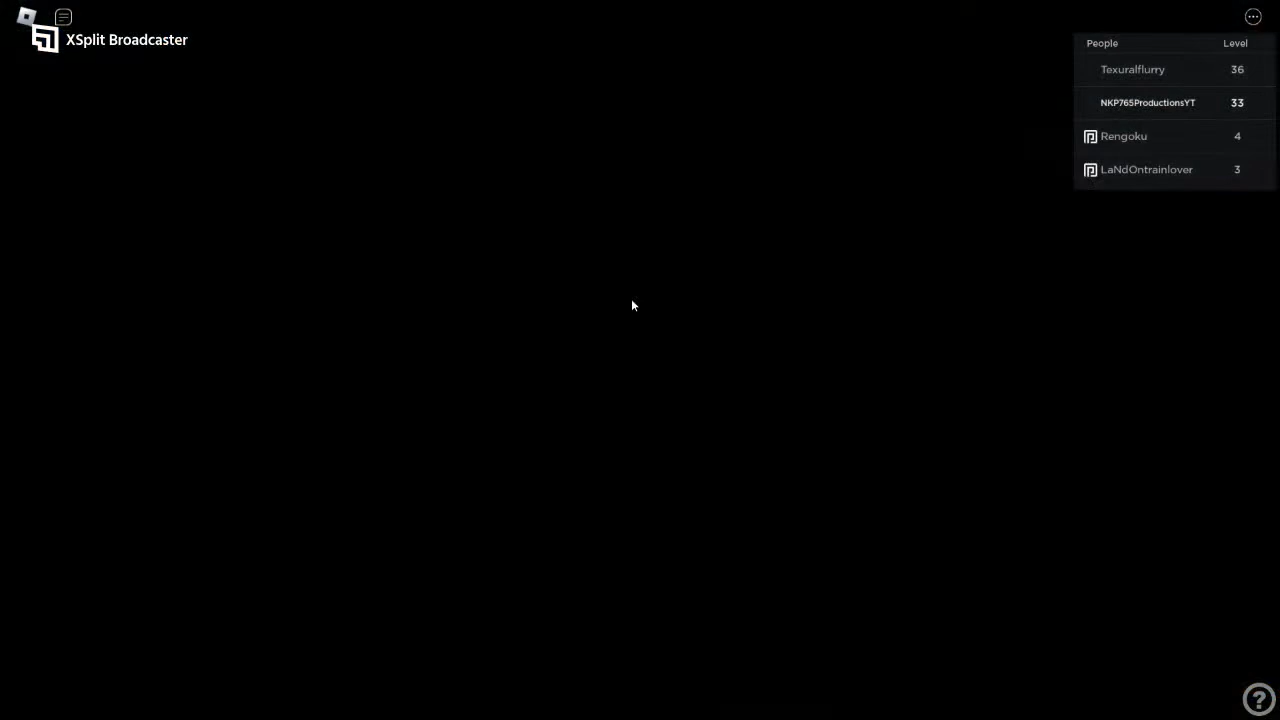 XSplit Broadcaster
People Level
Texuralflurry 36
NKP765ProductionsYT 33
Rengoku 4
LaNdOntrainlover 3
?